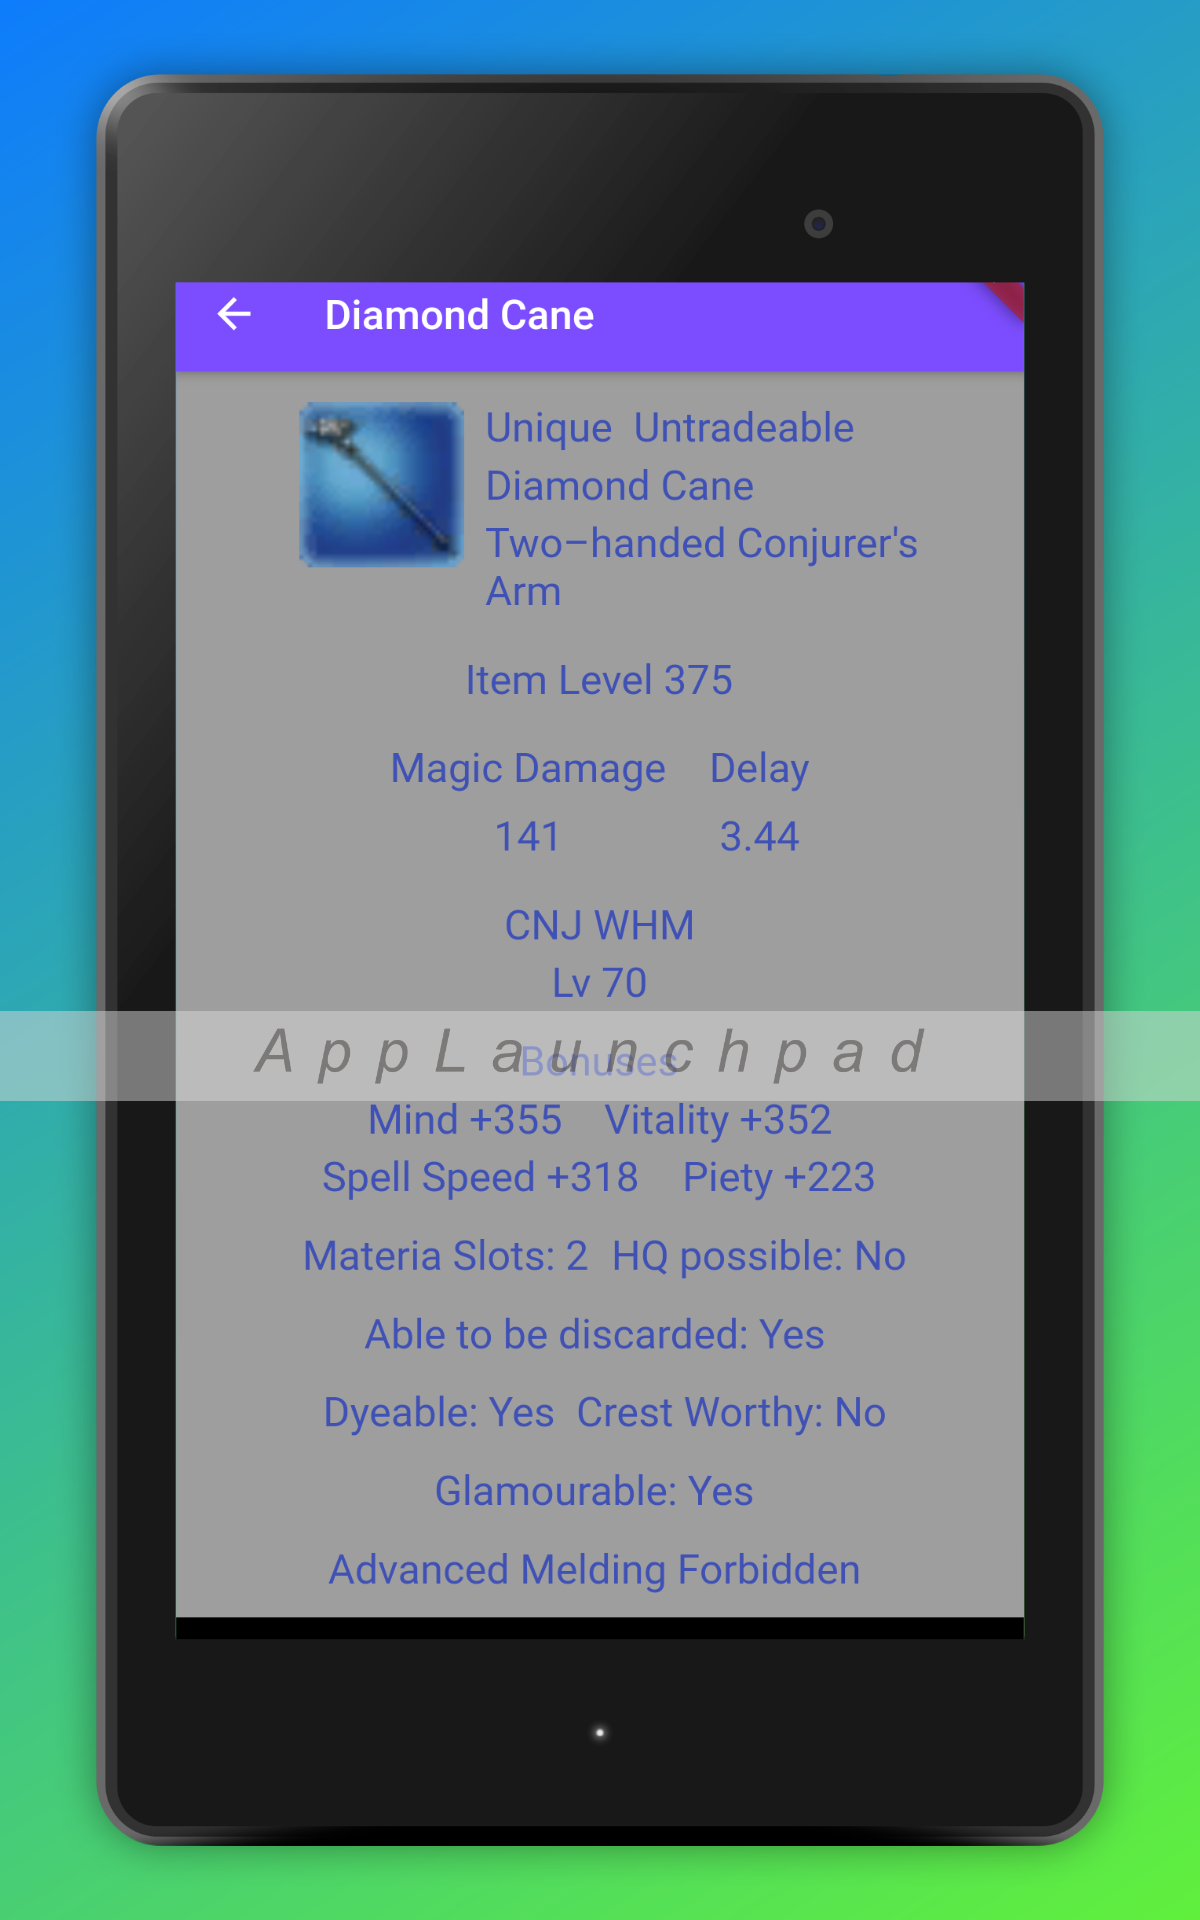 Diamond Cane
Unique Untradeable
Diamond Cane
Two–handed Conjurer's
Arm
Item Level 375
Magic Damage Delay
141 3.44
CNJ WHM
Lv 70
AppLaunchpad
Bonuses
Mind +355 Vitality +352
Spell Speed +318 Piety +223
Materia Slots: 2 HQ possible: No
Able to be discarded: Yes
Dyeable: Yes Crest Worthy: No
Glamourable: Yes
Advanced Melding Forbidden